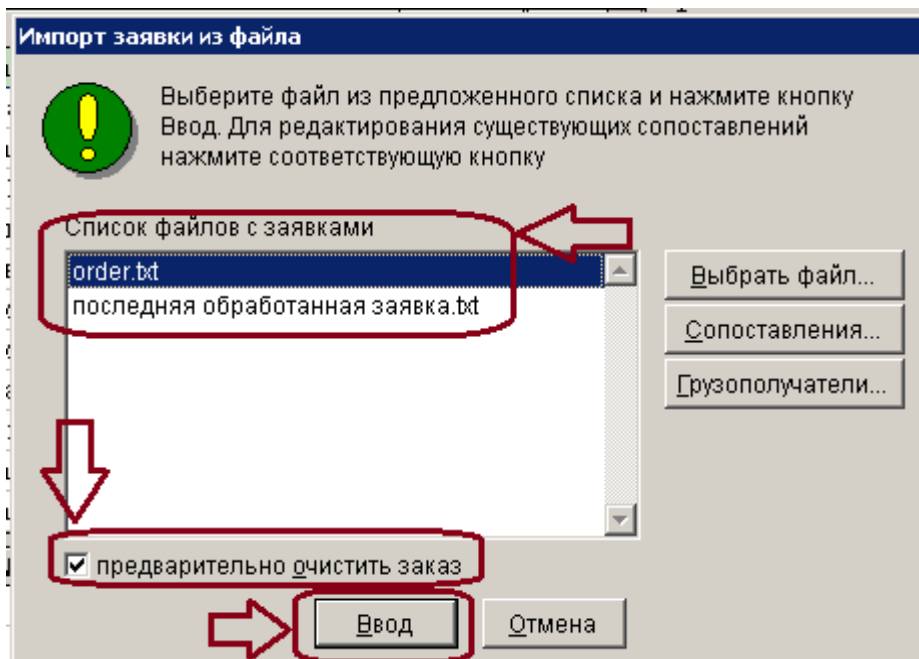 Импорт заявки из файла
Выберите файл из предложенного списка и нажмите кнопку
Ввод. Для редактирования существующих сопоставлений
нажмите соответствующую кнопку
Список файлов с заявками
order.txt
последняя обработанная заявка.txt
Выбрать файл...
Сопоставления...
Грузополучатели...
предварительно очистить заказ
Ввод
Отмена